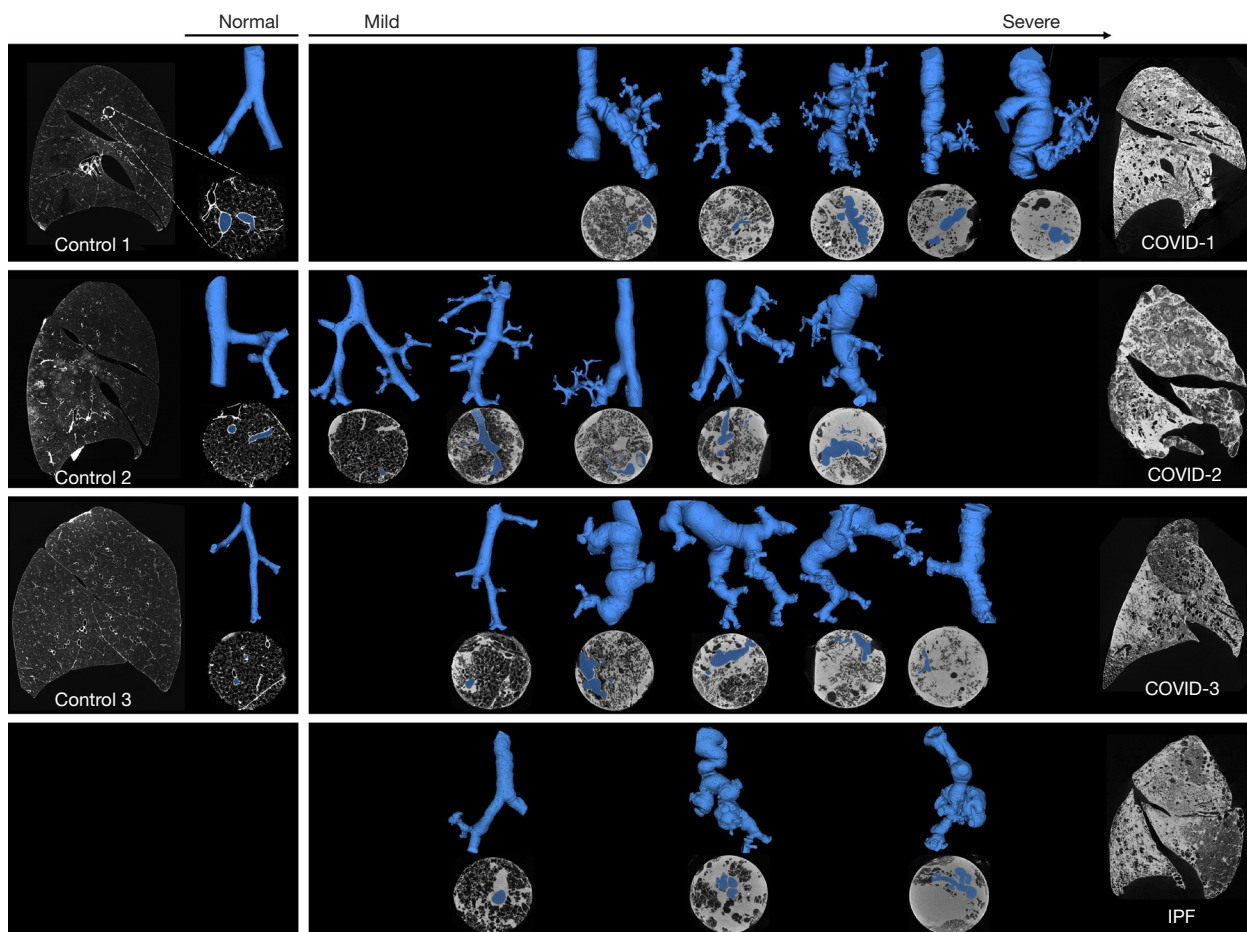 Normal
Mild
Severe
Control 1
COVID-1
Control 2
COVID-2
Control 3
COVID-3
IPF